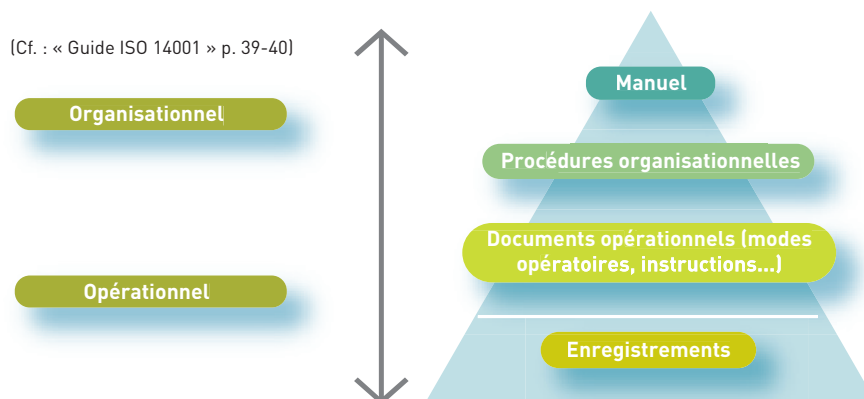 (Cf. : « Guide ISO 14001 » p. 39-40)
Organisationnel
Opérationnel
Manuel
Procédures organisationnelles
Documents opérationnels (modes
opératoires, instructions...)
Enregistrements